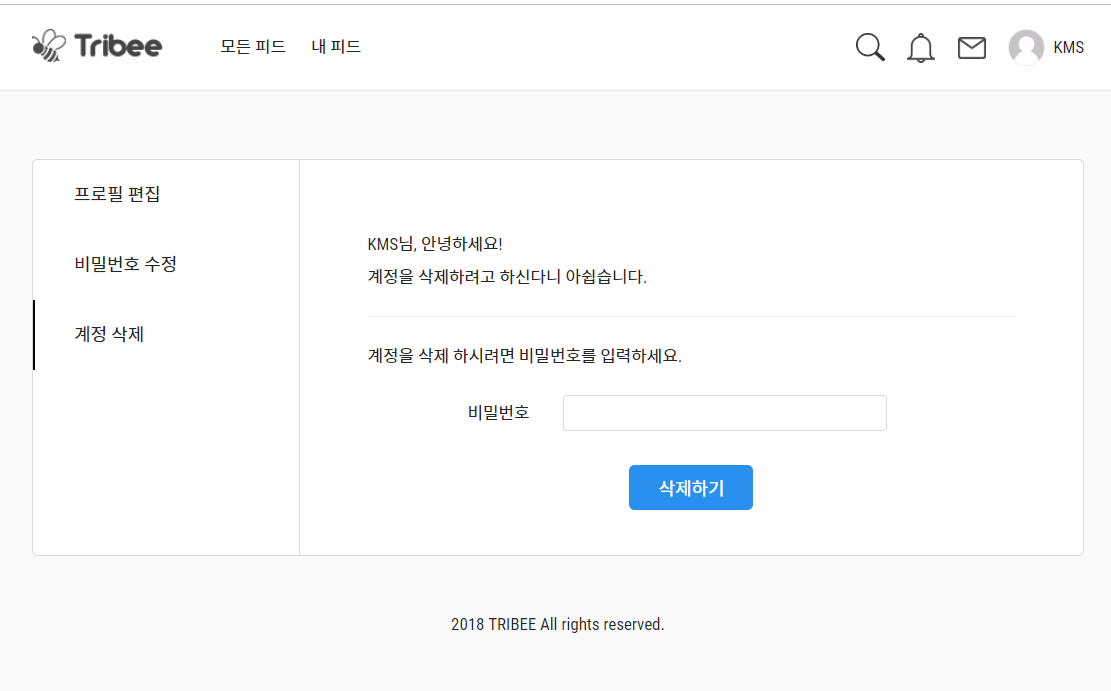 Tribee 모든 피드 내 피드 KMS
프로필 편집
비밀번호 수정
계정 삭제
KMS님, 안녕하세요!
계정을 삭제하려고 하신다니 아쉽습니다.
계정을 삭제 하시려면 비밀번호를 입력하세요.
비밀번호
삭제하기
2018 TRIBEE All rights reserved.